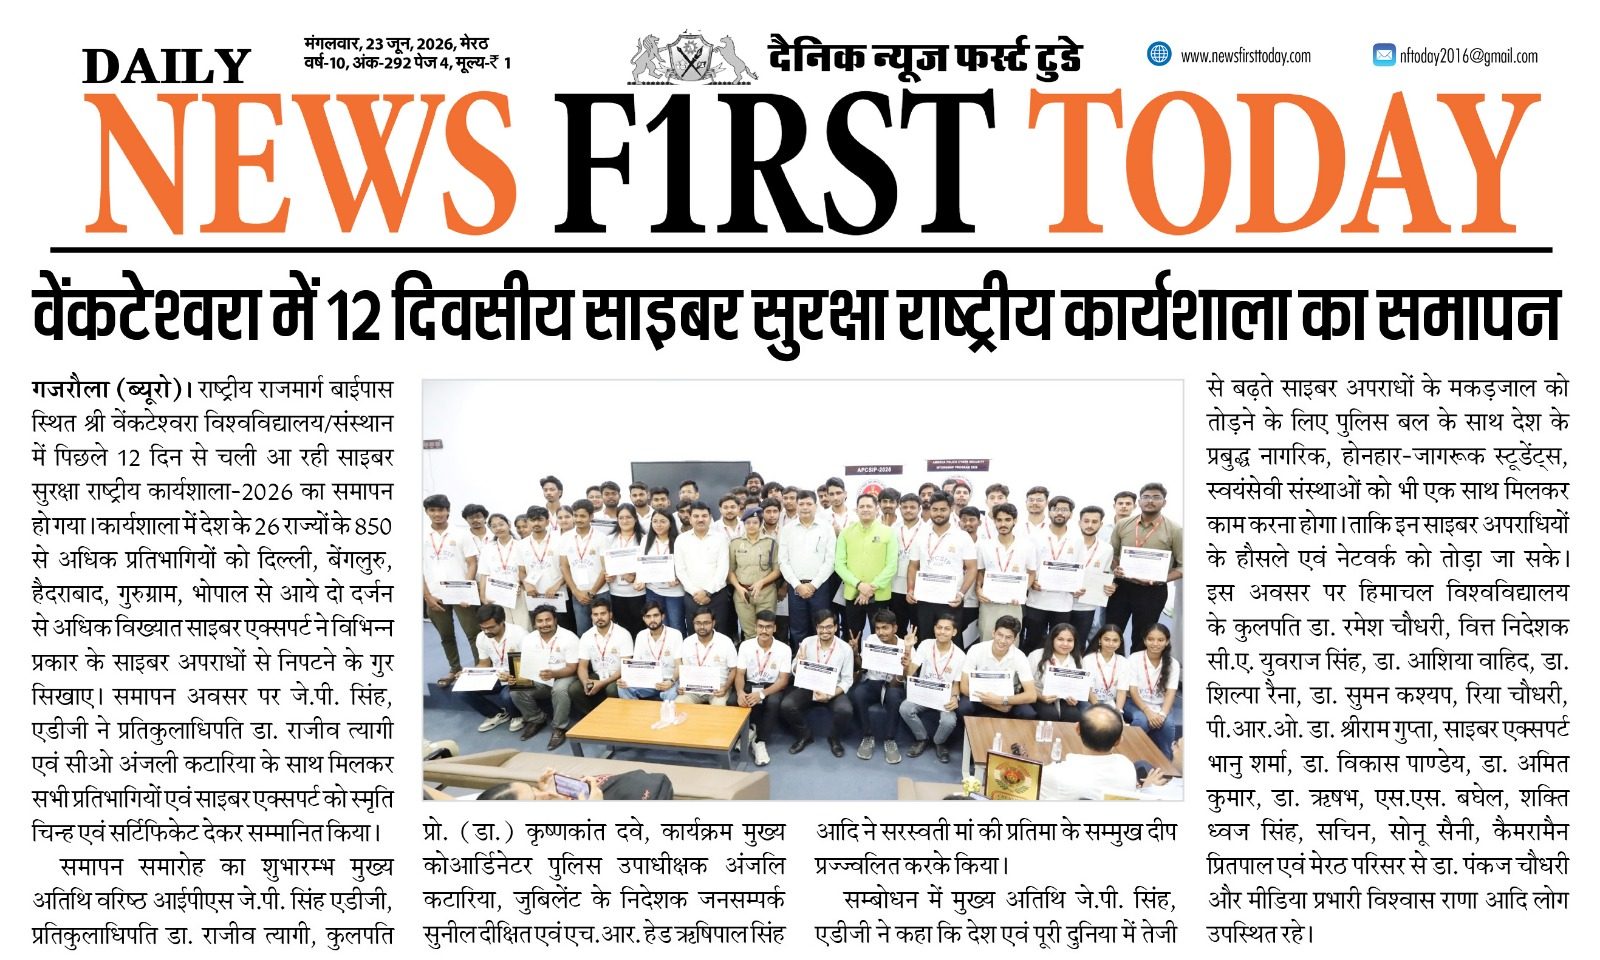 DAILY
मंगलवार, 23 जून, 2026, मेरठ
वर्ष-10, अंक-292 पेज 4, मूल्य-₹ 1
दैनिक न्यूज फर्स्ट टुडे
www.newsfirsttoday.com
nftoday2016@gmail.com
NEWS F1RST TODAY
वेंकटेश्वरा में 12 दिवसीय साइबर सुरक्षा राष्ट्रीय कार्यशाला का समापन
गजरौला (ब्यूरो)। राष्ट्रीय राजमार्ग बाईपास
स्थित श्री वेंकटेश्वरा विश्वविद्यालय/संस्थान
में पिछले 12 दिन से चली आ रही साइबर
सुरक्षा राष्ट्रीय कार्यशाला-2026 का समापन
हो गया। कार्यशाला में देश के 26 राज्यों के 850
से अधिक प्रतिभागियों को दिल्ली, बेंगलुरु,
हैदराबाद, गुरुग्राम, भोपाल से आये दो दर्जन
से अधिक विख्यात साइबर एक्सपर्ट ने विभिन्न
प्रकार के साइबर अपराधों से निपटने के गुर
सिखाए। समापन अवसर पर जे.पी. सिंह,
एडीजी ने प्रतिकुलाधिपति डा. राजीव त्यागी
एवं सीओ अंजली कटारिया के साथ मिलकर
सभी प्रतिभागियों एवं साइबर एक्सपर्ट को स्मृति
चिन्ह एवं सर्टिफिकेट देकर सम्मानित किया।
समापन समारोह का शुभारम्भ मुख्य
अतिथि वरिष्ठ आईपीएस जे.पी. सिंह एडीजी,
प्रतिकुलाधिपति डा. राजीव त्यागी, कुलपति
APCSIP-2026
प्रो. (डा.) कृष्णकांत दवे, कार्यक्रम मुख्य
कोआर्डिनेटर पुलिस उपाधीक्षक अंजलि
कटारिया, जुबिलेंट के निदेशक जनसम्पर्क
सुनील दीक्षित एवं एच.आर. हेड ऋषिपाल सिंह
आदि ने सरस्वती मां की प्रतिमा के सम्मुख दीप
प्रज्ज्वलित करके किया।
सम्बोधन में मुख्य अतिथि जे.पी. सिंह,
एडीजी ने कहा कि देश एवं पूरी दुनिया में तेजी
से बढ़ते साइबर अपराधों के मकड़जाल को
तोड़ने के लिए पुलिस बल के साथ देश के
प्रबुद्ध नागरिक, होनहार-जागरूक स्टूडेंट्स,
स्वयंसेवी संस्थाओं को भी एक साथ मिलकर
काम करना होगा। ताकि इन साइबर अपराधियों
के हौसले एवं नेटवर्क को तोड़ा जा सके।
इस अवसर पर हिमाचल विश्वविद्यालय
के कुलपति डा. रमेश चौधरी, वित्त निदेशक
सी.ए. युवराज सिंह, डा. आशिया वाहिद, डा.
शिल्पा रैना, डा. सुमन कश्यप, रिया चौधरी,
पी.आर.ओ. डा. श्रीराम गुप्ता, साइबर एक्सपर्ट
भानु शर्मा, डा. विकास पाण्डेय, डा. अमित
कुमार, डा. ऋषभ, एस.एस. बघेल, शक्ति
ध्वज सिंह, सचिन, सोनू सैनी, कैमरामैन
प्रितपाल एवं मेरठ परिसर से डा. पंकज चौधरी
और मीडिया प्रभारी विश्वास राणा आदि लोग
उपस्थित रहे।